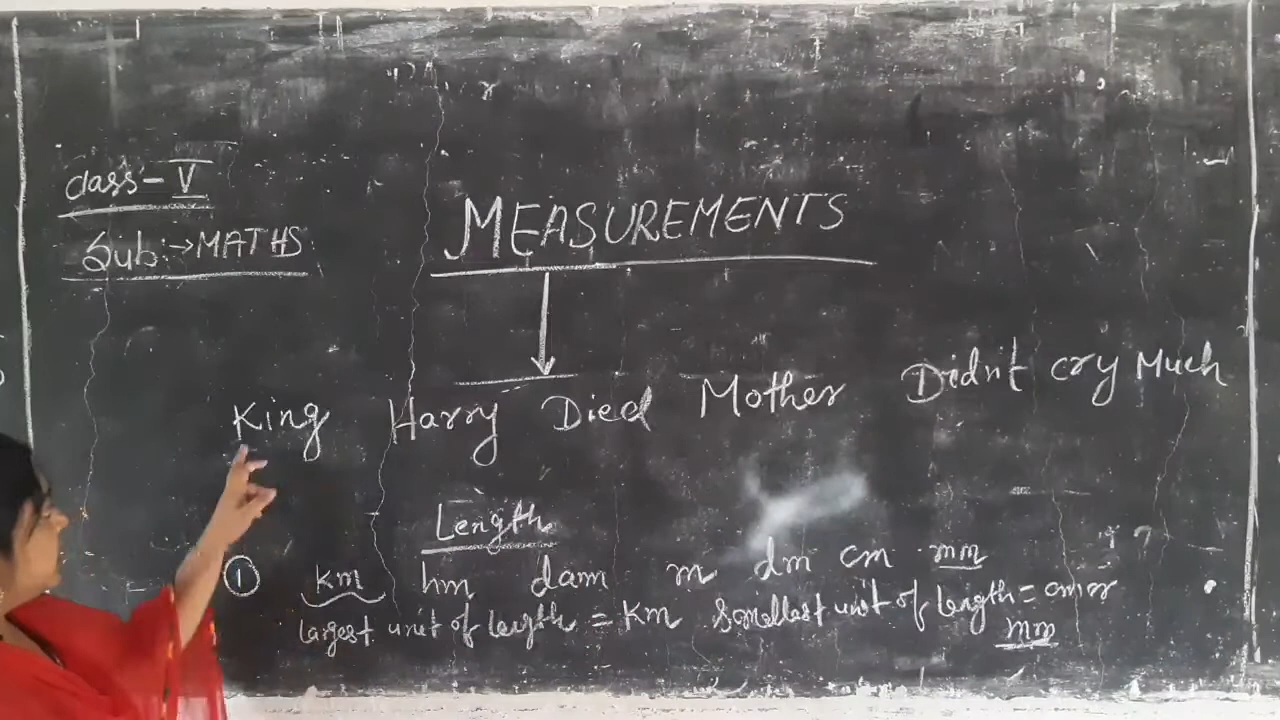 class - V
Sub :→ MATHS
MEASUREMENTS
King Harry Died Mother Didn't cry Much
Length
① km hm dam m dm cm mm
largest unit of length = Km smallest unit of length =
mm